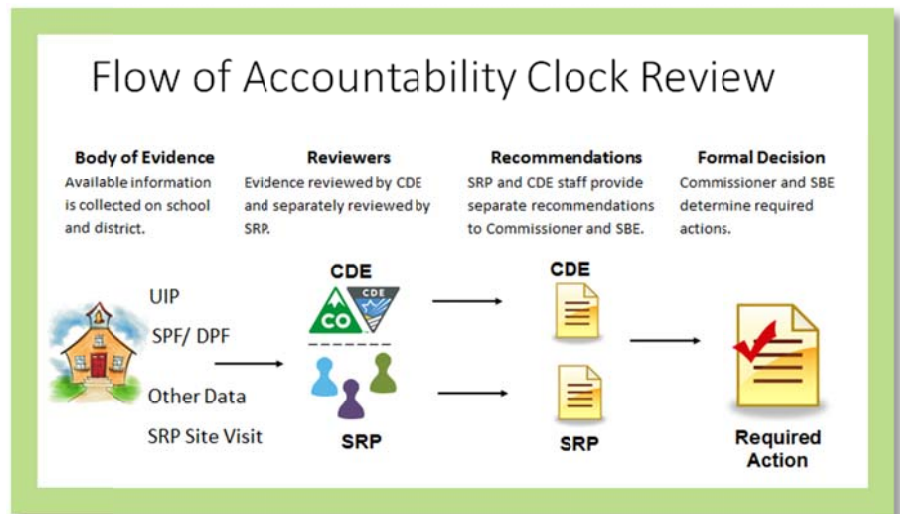 Flow of Accountability Clock Review
Body of Evidence
Available information
is collected on school
and district.
Reviewers
Evidence reviewed by CDE
and separately reviewed by
SRP.
Recommendations
SRP and CDE staff provide
separate recommendations
to Commissioner and SBE.
Formal Decision
Commissioner and SBE
determine required
actions.
UIP
SPF/ DPF
Other Data
SRP Site Visit
CDE
CO
CDE
SRP
CDE
SRP
Required
Action